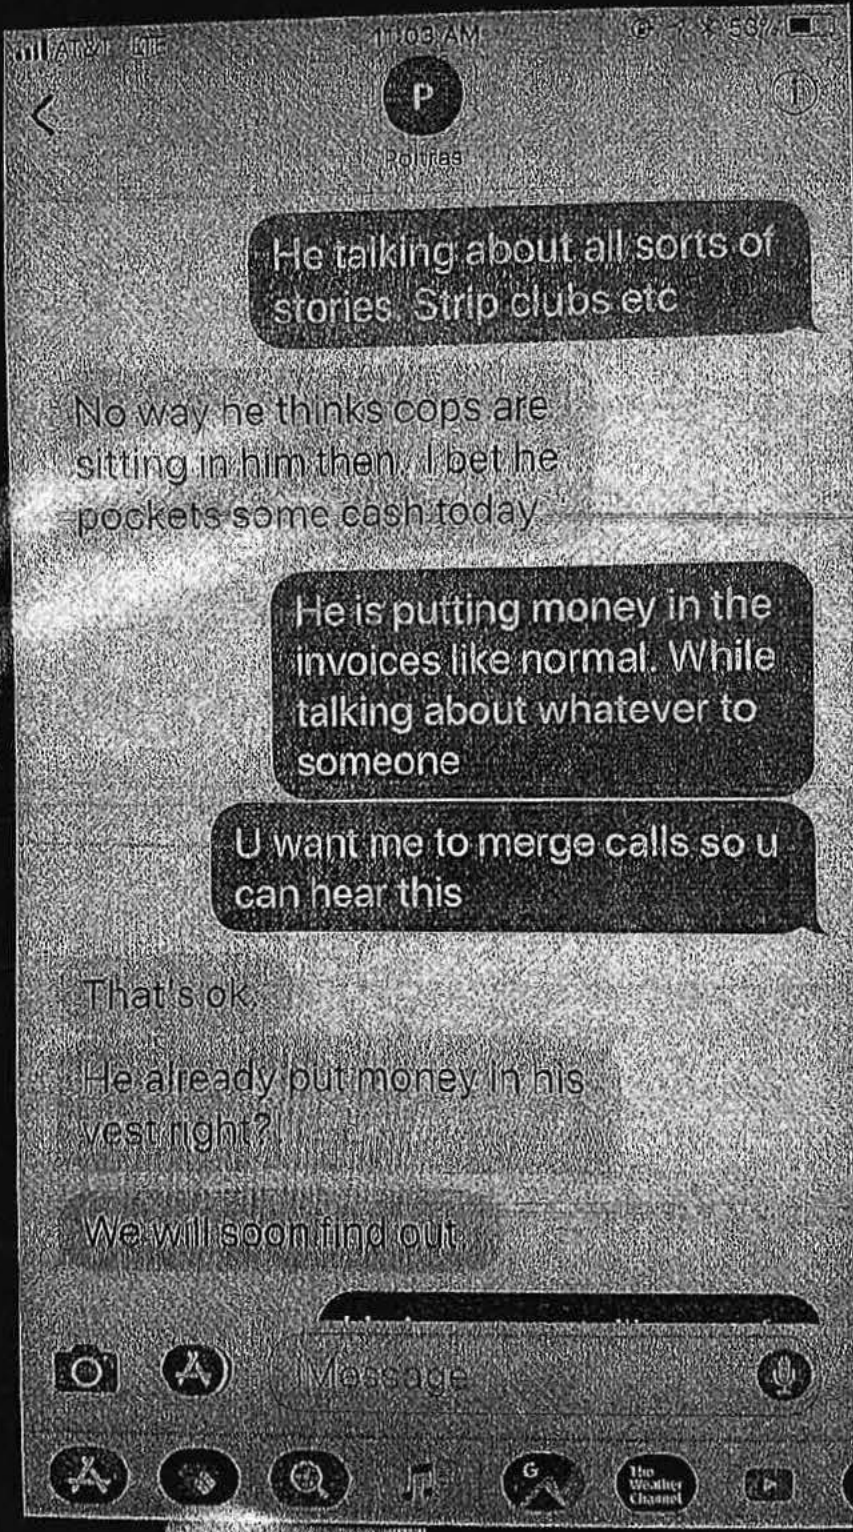 AT&T LTE
11:03 AM
53%
P
Poitras
i
He talking about all sorts of
stories. Strip clubs etc
No way he thinks cops are
sitting in him then. I bet he
pockets some cash today
He is putting money in the
invoices like normal. While
talking about whatever to
someone
U want me to merge calls so u
can hear this
That's ok.
He already put money in his
vest right?!
We will soon find out.
Message
G
The
Weather
Channel